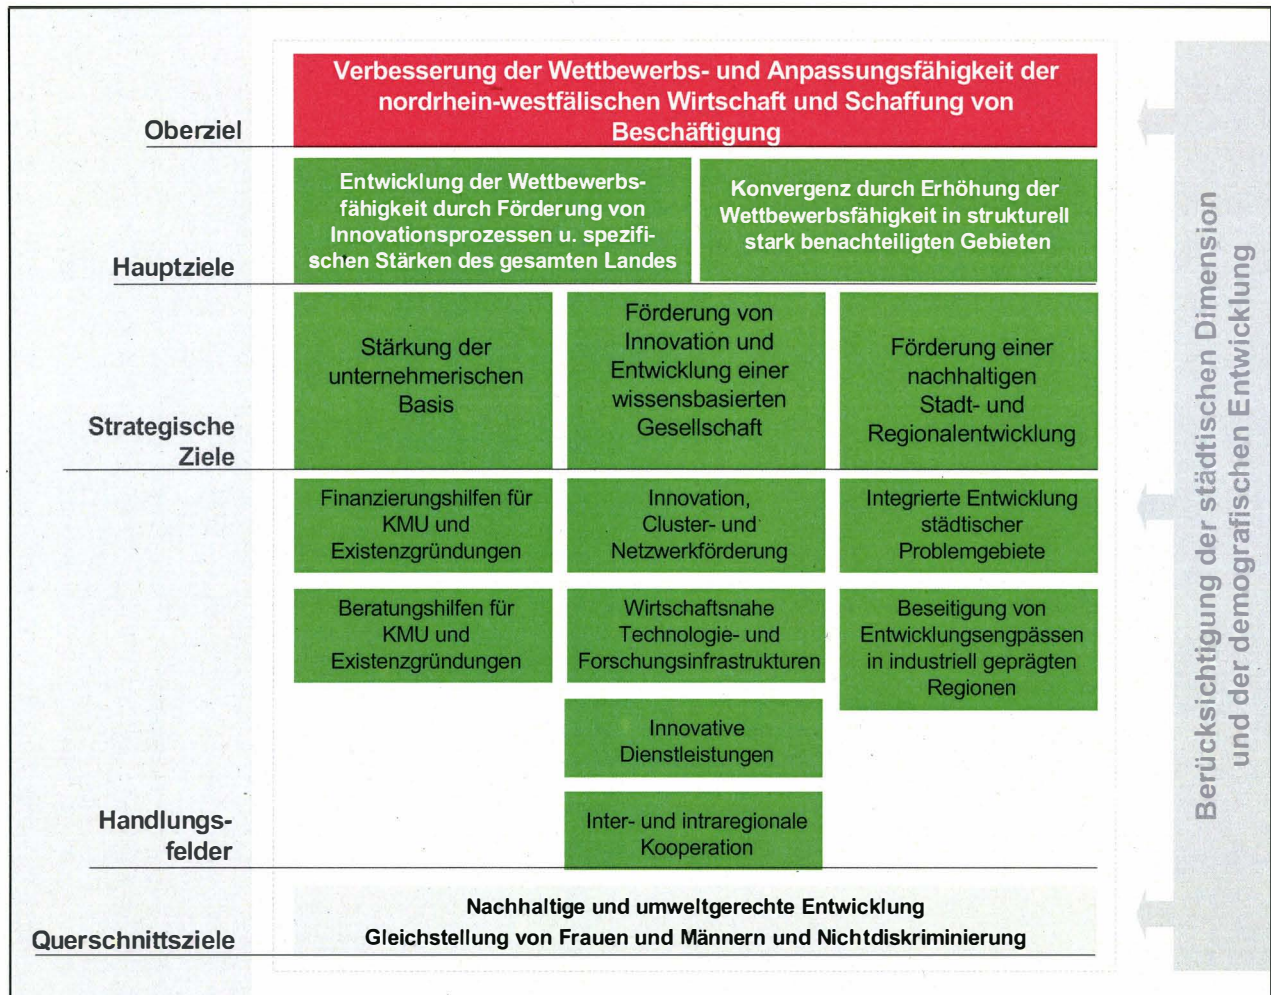 Verbesserung der Wettbewerbs- und Anpassungsfähigkeit der
nordrhein-westfälischen Wirtschaft und Schaffung von
Beschäftigung
Oberziel
Entwicklung der Wettbewerbs-
fähigkeit durch Förderung von
Innovationsprozessen u. spezifi-
schen Stärken des gesamten Landes
Konvergenz durch Erhöhung der
Wettbewerbsfähigkeit in strukturell
stark benachteiligten Gebieten
Hauptziele
Stärkung der
unternehmerischen
Basis
Förderung von
Innovation und
Entwicklung einer
wissensbasierten
Gesellschaft
Förderung einer
nachhaltigen
Stadt- und
Regionalentwicklung
Strategische
Ziele
Finanzierungshilfen für
KMU und
Existenzgründungen
Innovation,
Cluster- und
Netzwerkförderung
Integrierte Entwicklung
städtischer
Problemgebiete
Beratungshilfen für
KMU und
Existenzgründungen
Wirtschaftsnahe
Technologie- und
Forschungsinfrastrukturen
Beseitigung von
Entwicklungsengpässen
in industriell geprägten
Regionen
Innovative
Dienstleistungen
Inter- und intraregionale
Kooperation
Handlungs-
felder
Nachhaltige und umweltgerechte Entwicklung
Gleichstellung von Frauen und Männern und Nichtdiskriminierung
Querschnittsziele
Berücksichtigung der städtischen Dimension
und der demografischen Entwicklung